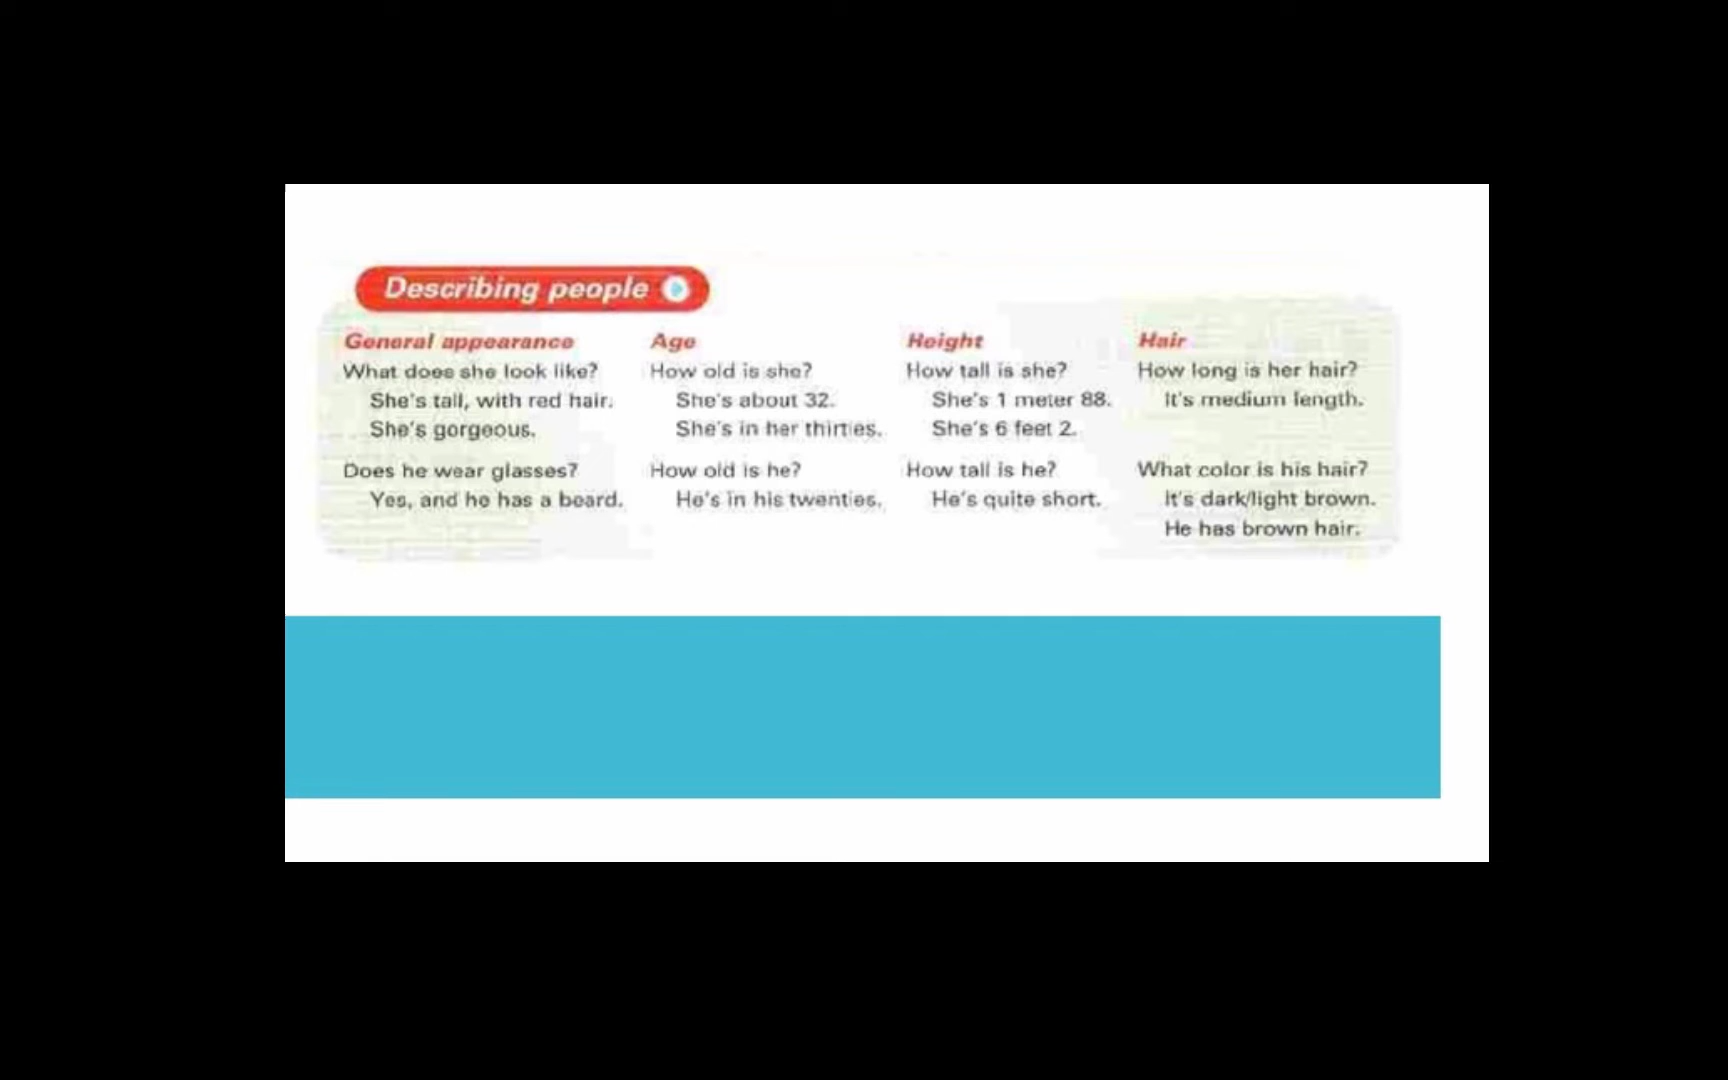 Describing people
General appearance
What does she look like?
She's tall, with red hair.
She's gorgeous.
Does he wear glasses?
Yes, and he has a beard.
Age
How old is she?
She's about 32.
She's in her thirties.
How old is he?
He's in his twenties.
Height
How tall is she?
She's 1 meter 88.
She's 6 feet 2.
How tall is he?
He's quite short.
Hair
How long is her hair?
It's medium length.
What color is his hair?
It's dark/light brown.
He has brown hair.